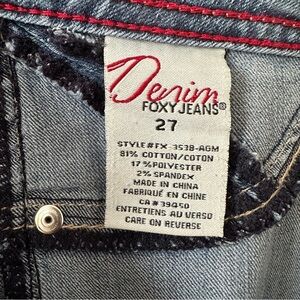 Denim
FOXY JEANS®
27
STYLE#FX-353B-AGM
81% COTTON/COTON
17% POLYESTER
2% SPANDEX
MADE IN CHINA
FABRIQUÉ EN CHINE
CA#39450
ENTRETIENS AU VERSO
CARE ON REVERSE